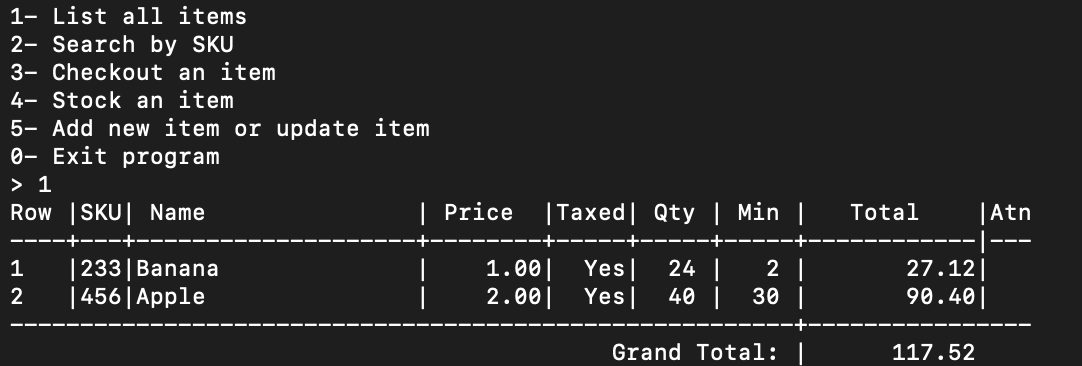 1- List all items
2- Search by SKU
3- Checkout an item
4- Stock an item
5- Add new item or update item
0- Exit program
> 1
Row |SKU| Name               | Price  |Taxed| Qty | Min |   Total    |Atn
----+---+--------------------+--------+-----+-----+-----+------------|---
1   |233|Banana              |    1.00|  Yes|  24 |   2 |       27.12|
2   |456|Apple               |    2.00|  Yes|  40 |  30 |       90.40|
--------------------------------------------------------+----------------
                                           Grand Total: |      117.52